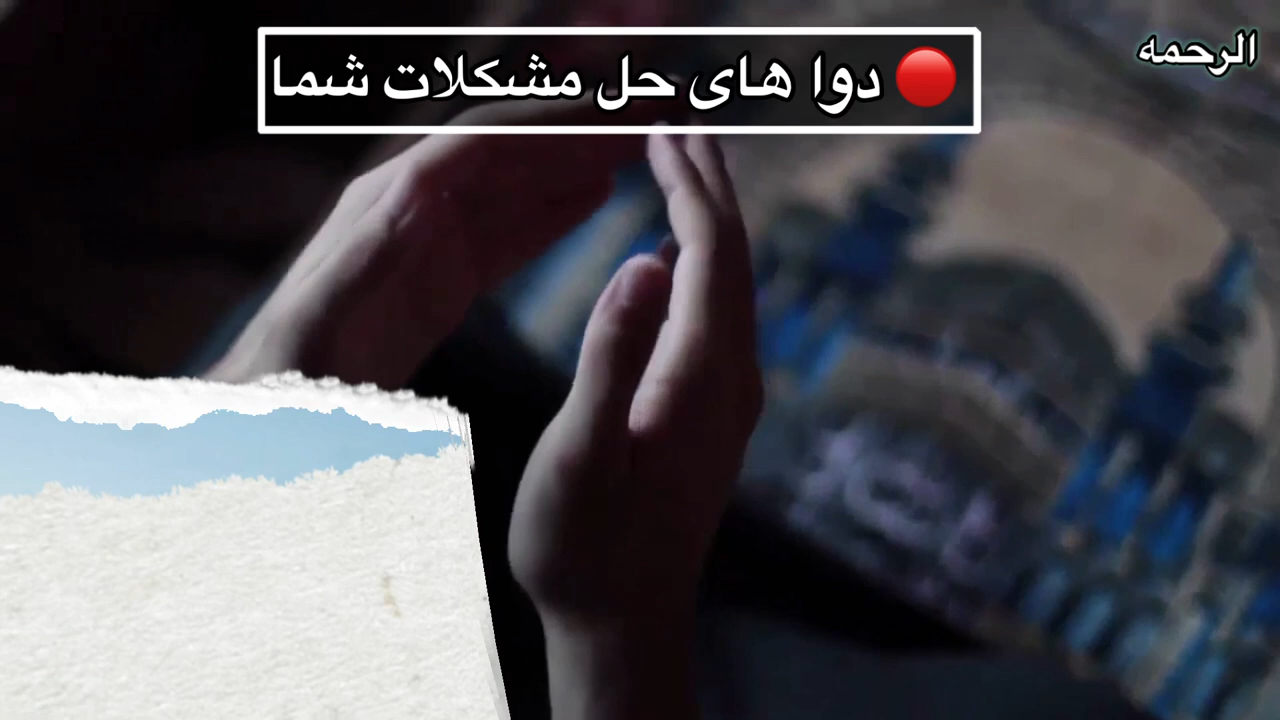 الرحمه
🔴 دوا های حل مشکلات شما